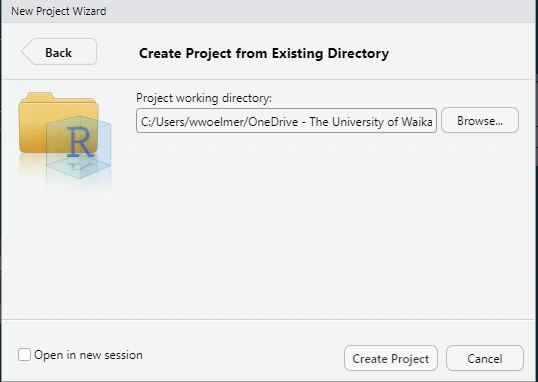 New Project Wizard
Back
Create Project from Existing Directory
Project working directory:
C:/Users/wwoelmer/OneDrive - The University of Waika
Browse...
R
Open in new session
Create Project
Cancel